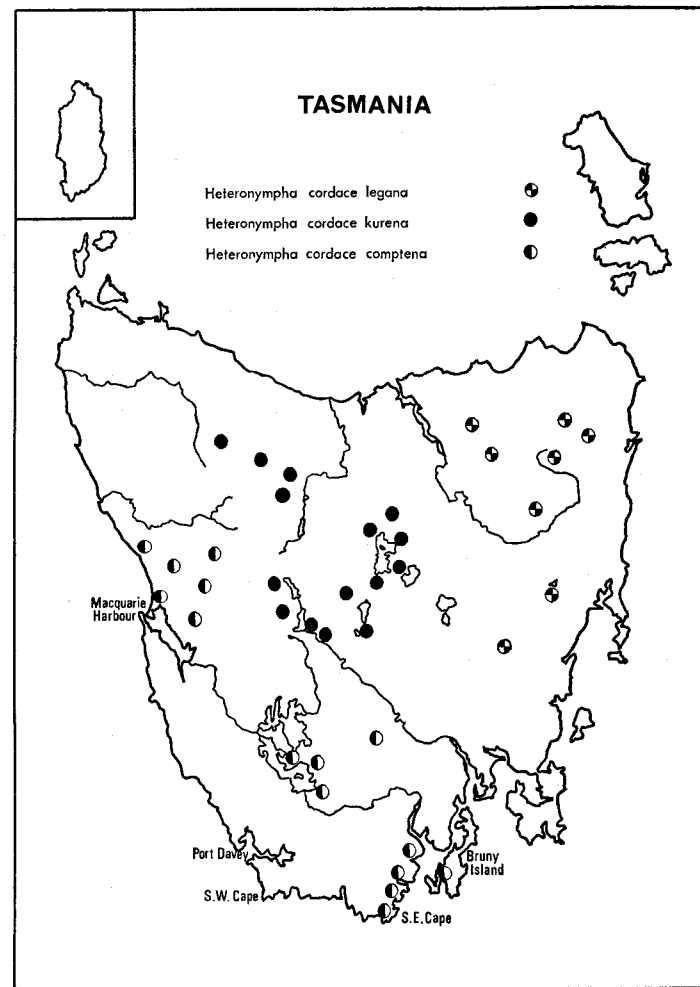 TASMANIA
Heteronympha cordace legana
Heteronympha cordace kurena
Heteronympha cordace comptena
Macquarie
Harbour
Port Davey
S.W. Cape
S.E. Cape
Bruny
Island